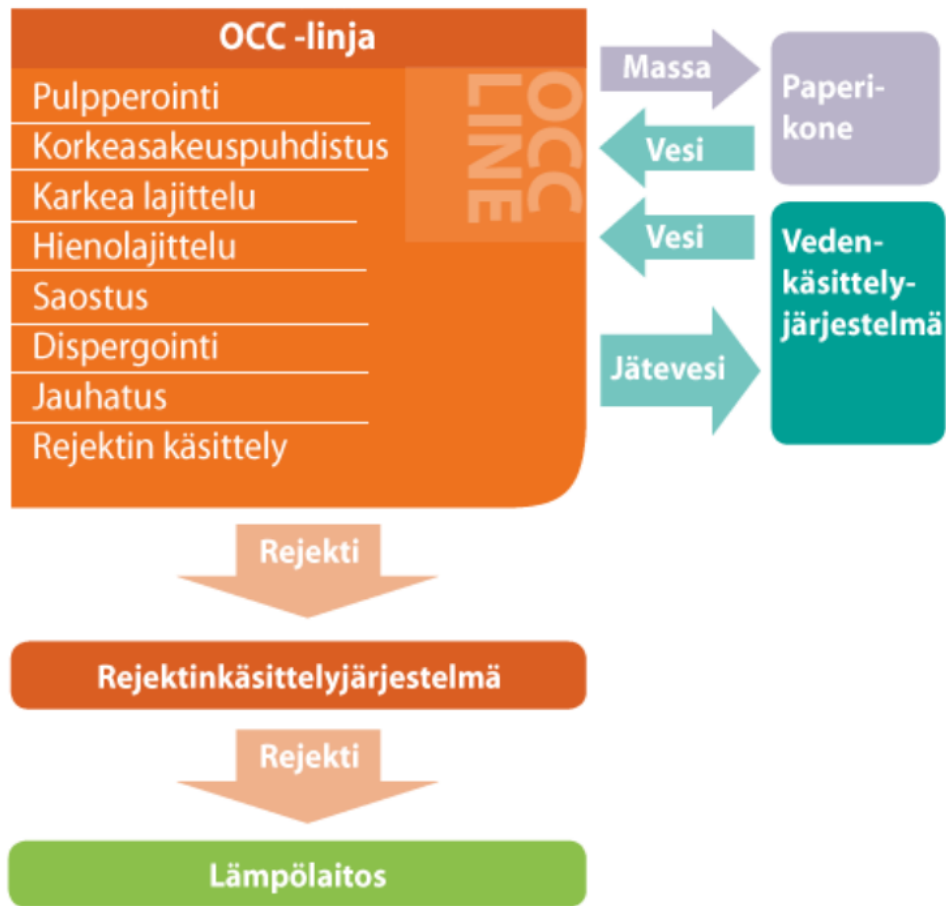 OCC -linja
OCC
LINE
Pulpperointi
Korkeasakeuspuhdistus
Karkea lajittelu
Hienolajittelu
Saostus
Dispergointi
Jauhatus
Rejektin käsittely
Massa
Vesi
Vesi
Jätevesi
Paperi-
kone
Veden-
käsittely-
järjestelmä
Rejekti
Rejektinkäsittelyjärjestelmä
Rejekti
Lämpölaitos